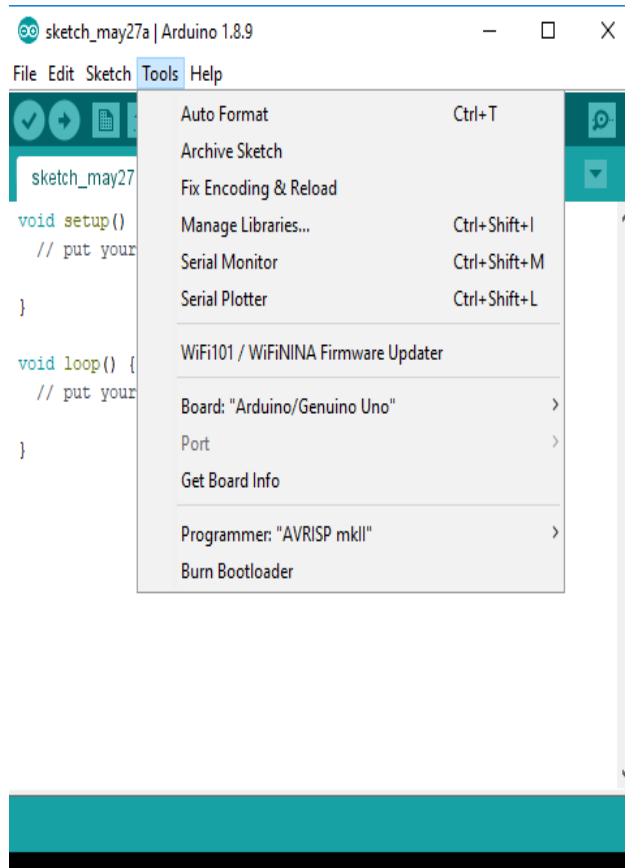 sketch_may27a | Arduino 1.8.9
File Edit Sketch Tools Help
Auto Format Ctrl+T
Archive Sketch
sketch_may27
Fix Encoding & Reload
void setup()
Manage Libraries... Ctrl+Shift+I
// put your
Serial Monitor Ctrl+Shift+M
}
Serial Plotter Ctrl+Shift+L
WiFi101 / WiFiNINA Firmware Updater
void loop() {
// put your
Board: "Arduino/Genuino Uno"
Port
}
Get Board Info
Programmer: "AVRISP mkII"
Burn Bootloader